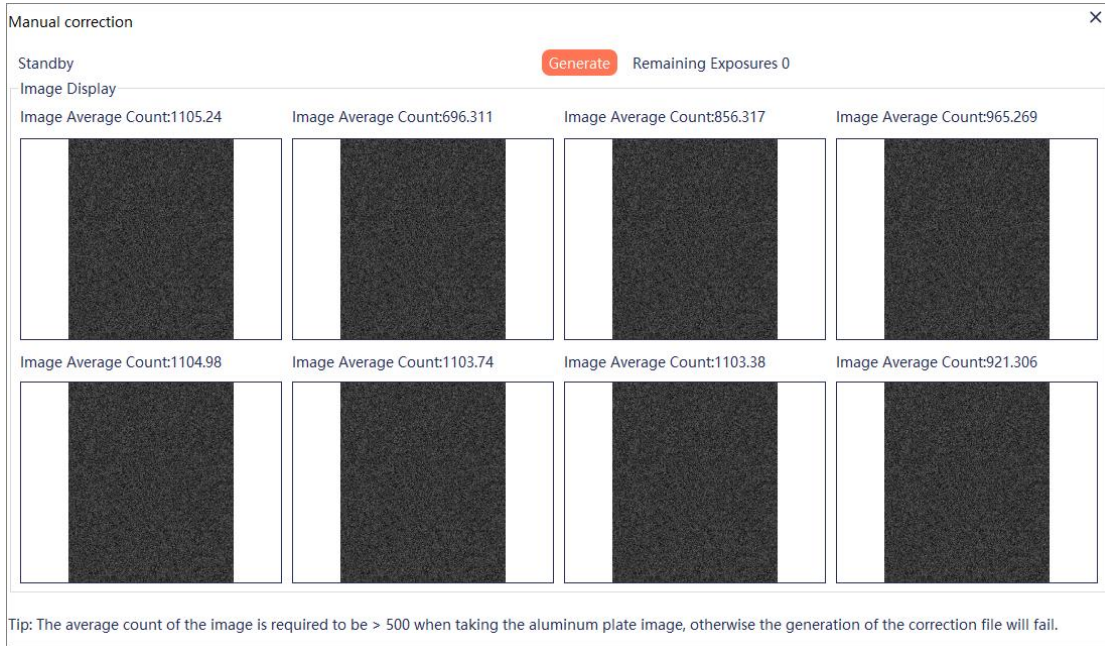 Manual correction
Standby
Generate
Remaining Exposures 0
Image Display
Image Average Count:1105.24
Image Average Count:696.311
Image Average Count:856.317
Image Average Count:965.269
Image Average Count:1104.98
Image Average Count:1103.74
Image Average Count:1103.38
Image Average Count:921.306
Tip: The average count of the image is required to be > 500 when taking the aluminum plate image, otherwise the generation of the correction file will fail.